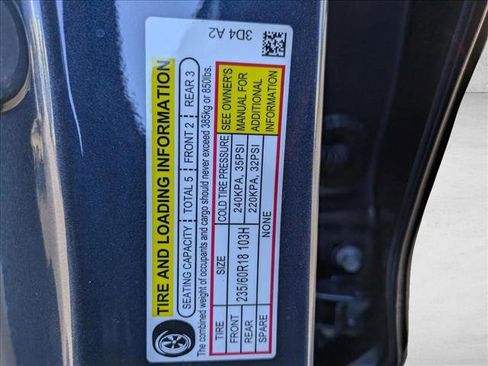 3D4 A2
TIRE AND LOADING INFORMATION
SEATING CAPACITY TOTAL 5 FRONT 2 REAR 3
The combined weight of occupants and cargo should never exceed 385kg or 850lbs.
TIRE SIZE COLD TIRE PRESSURE SEE OWNER'S
FRONT 235/60R18 103H 240KPA, 35PSI MANUAL FOR
REAR 220KPA, 32PSI ADDITIONAL
SPARE NONE INFORMATION